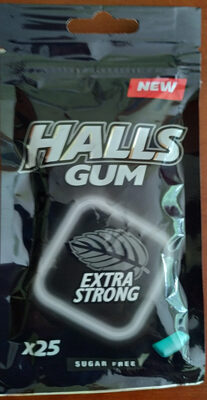 NEW
HALLS
GUM
EXTRA
STRONG
x25
SUGAR FREE